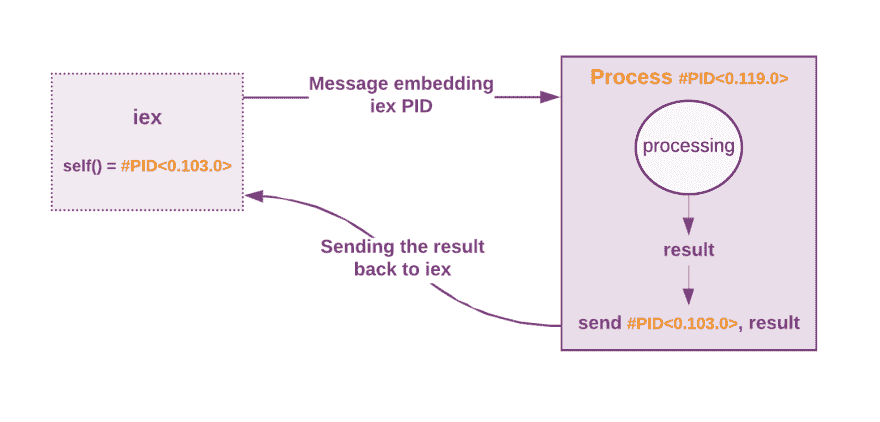 iex
self() = #PID<0.103.0>
Message embedding
iex PID
Sending the result
back to iex
Process #PID<0.119.0>
processing
result
send #PID<0.103.0>, result